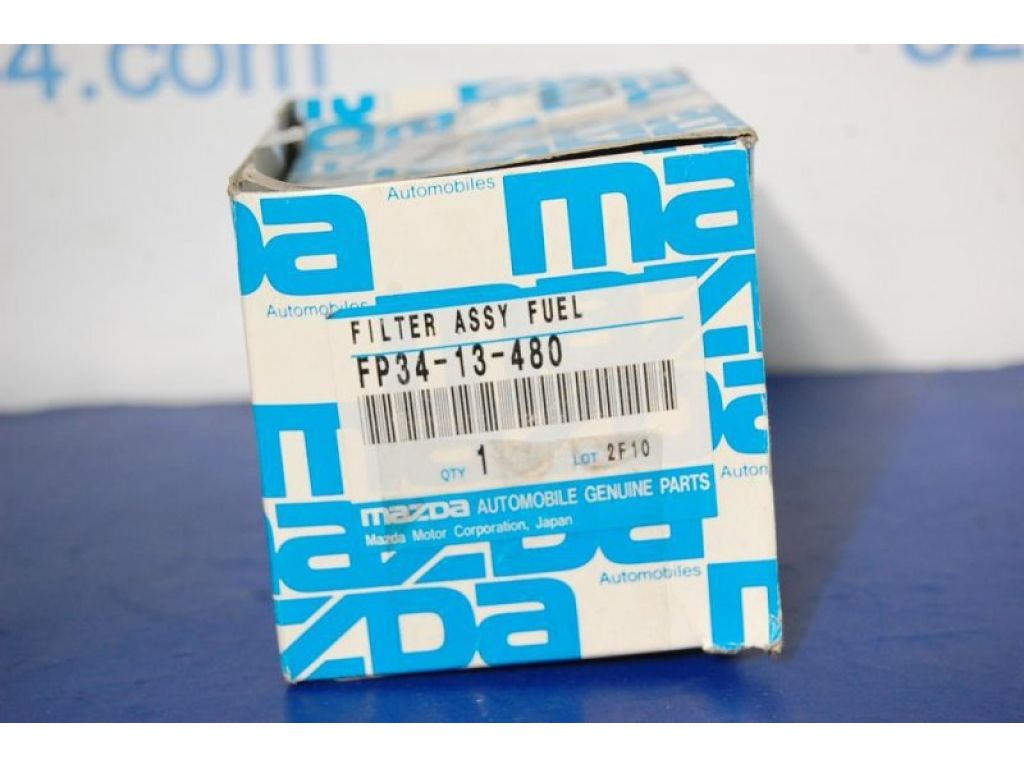 4.com
Automobiles
mazda
Automobiles
FILTER ASSY FUEL
FP34-13-480
QTY 1 LOT 2F10
mazda AUTOMOBILE GENUINE PARTS
Mazda Motor Corporation, Japan
Automobiles